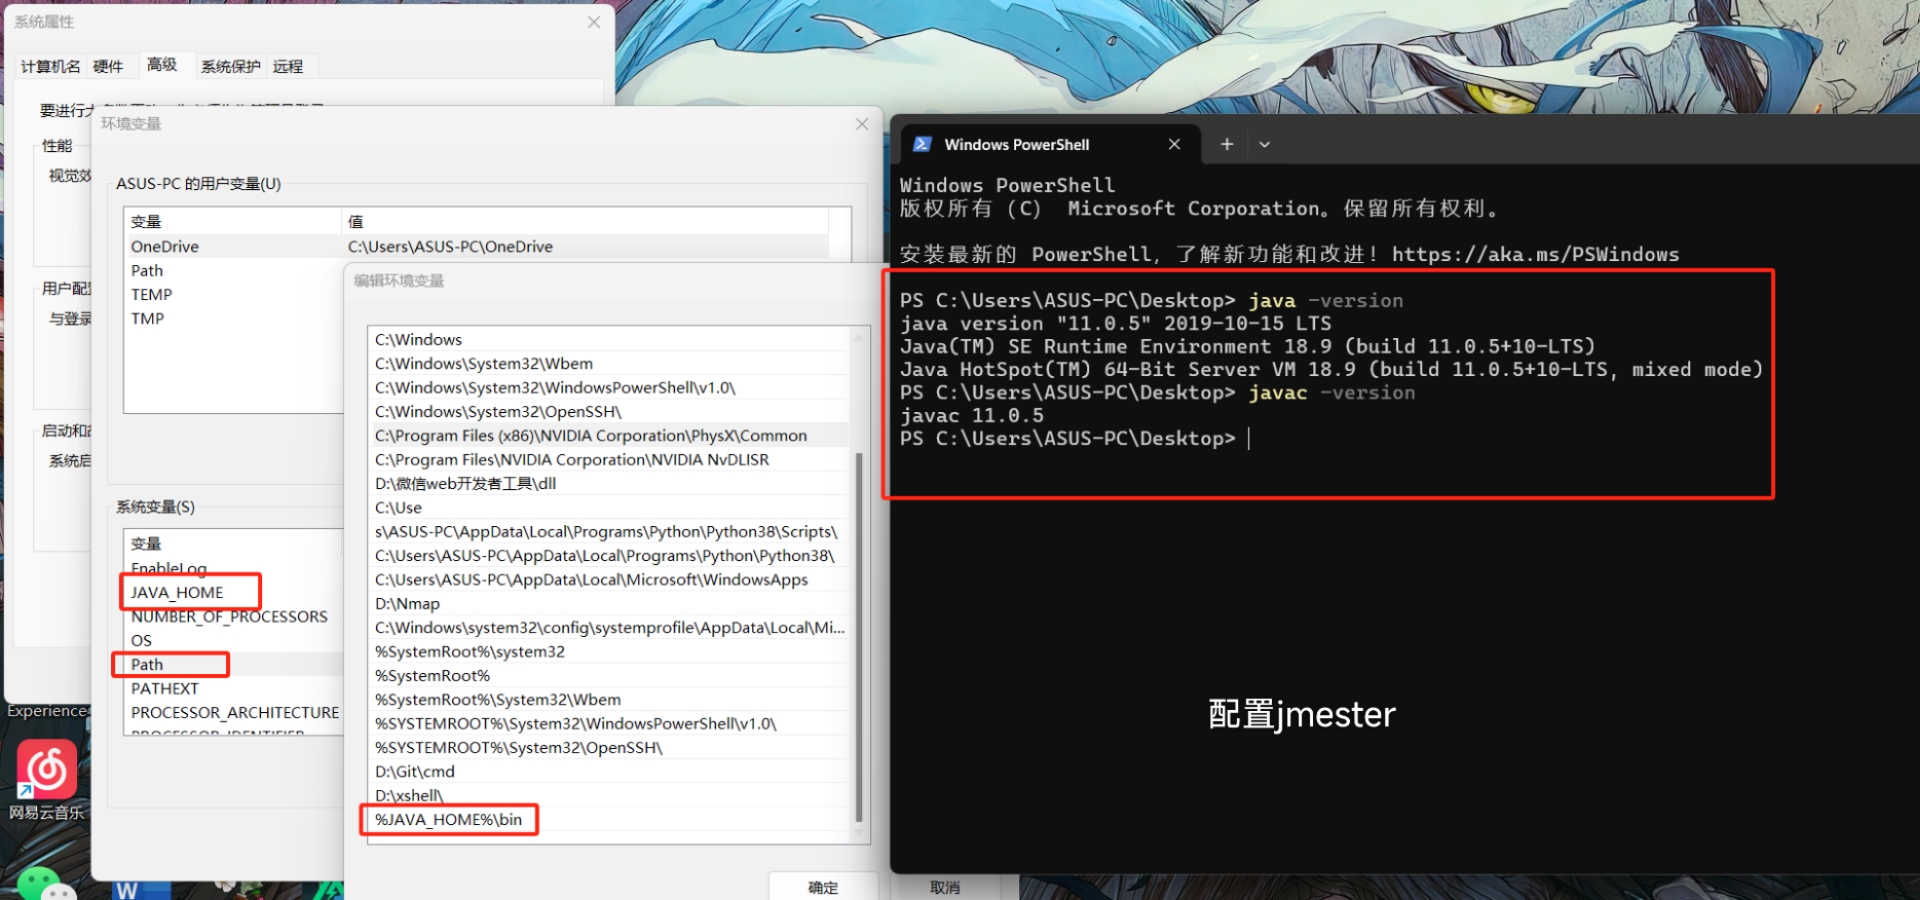 系统属性
计算机名 硬件 高级 系统保护 远程
要进行大
性能
视觉效
用户配置
与登录
启动和
系统启
环境变量
ASUS-PC 的用户变量(U)
变量 值
OneDrive C:\Users\ASUS-PC\OneDrive
Path
TEMP
TMP
系统变量(S)
变量
EnableLog
JAVA_HOME
NUMBER_OF_PROCESSORS
OS
Path
PATHEXT
PROCESSOR_ARCHITECTURE
PROCESSOR_IDENTIFIER
编辑环境变量
C:\Windows
C:\Windows\System32\Wbem
C:\Windows\System32\WindowsPowerShell\v1.0\
C:\Windows\System32\OpenSSH\
C:\Program Files (x86)\NVIDIA Corporation\PhysX\Common
C:\Program Files\NVIDIA Corporation\NVIDIA NvDLISR
D:\微信web开发者工具\dll
C:\Use
s\ASUS-PC\AppData\Local\Programs\Python\Python38\Scripts\
C:\Users\ASUS-PC\AppData\Local\Programs\Python\Python38\
C:\Users\ASUS-PC\AppData\Local\Microsoft\WindowsApps
D:\Nmap
C:\Windows\system32\config\systemprofile\AppData\Local\Mi...
%SystemRoot%\system32
%SystemRoot%
%SystemRoot%\System32\Wbem
%SYSTEMROOT%\System32\WindowsPowerShell\v1.0\
%SYSTEMROOT%\System32\OpenSSH\
D:\Git\cmd
D:\xshell\
%JAVA_HOME%\bin
确定 取消
Windows PowerShell
Windows PowerShell
版权所有 (C) Microsoft Corporation。保留所有权利。
安装最新的 PowerShell，了解新功能和改进！https://aka.ms/PSWindows
PS C:\Users\ASUS-PC\Desktop> java -version
java version "11.0.5" 2019-10-15 LTS
Java(TM) SE Runtime Environment 18.9 (build 11.0.5+10-LTS)
Java HotSpot(TM) 64-Bit Server VM 18.9 (build 11.0.5+10-LTS, mixed mode)
PS C:\Users\ASUS-PC\Desktop> javac -version
javac 11.0.5
PS C:\Users\ASUS-PC\Desktop>
配置jmester
Experience
网易云音乐
W